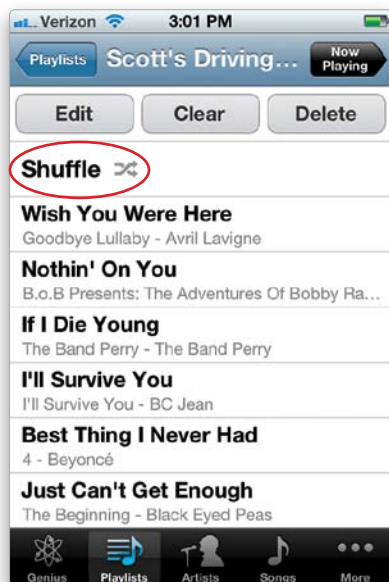 Verizon 3:01 PM
Playlists Scott's Driving... Now Playing
Edit Clear Delete
Shuffle
Wish You Were Here
Goodbye Lullaby - Avril Lavigne
Nothin' On You
B.o.B Presents: The Adventures Of Bobby Ra...
If I Die Young
The Band Perry - The Band Perry
I'll Survive You
I'll Survive You - BC Jean
Best Thing I Never Had
4 - Beyoncé
Just Can't Get Enough
The Beginning - Black Eyed Peas
Genius Playlists Artists Songs More